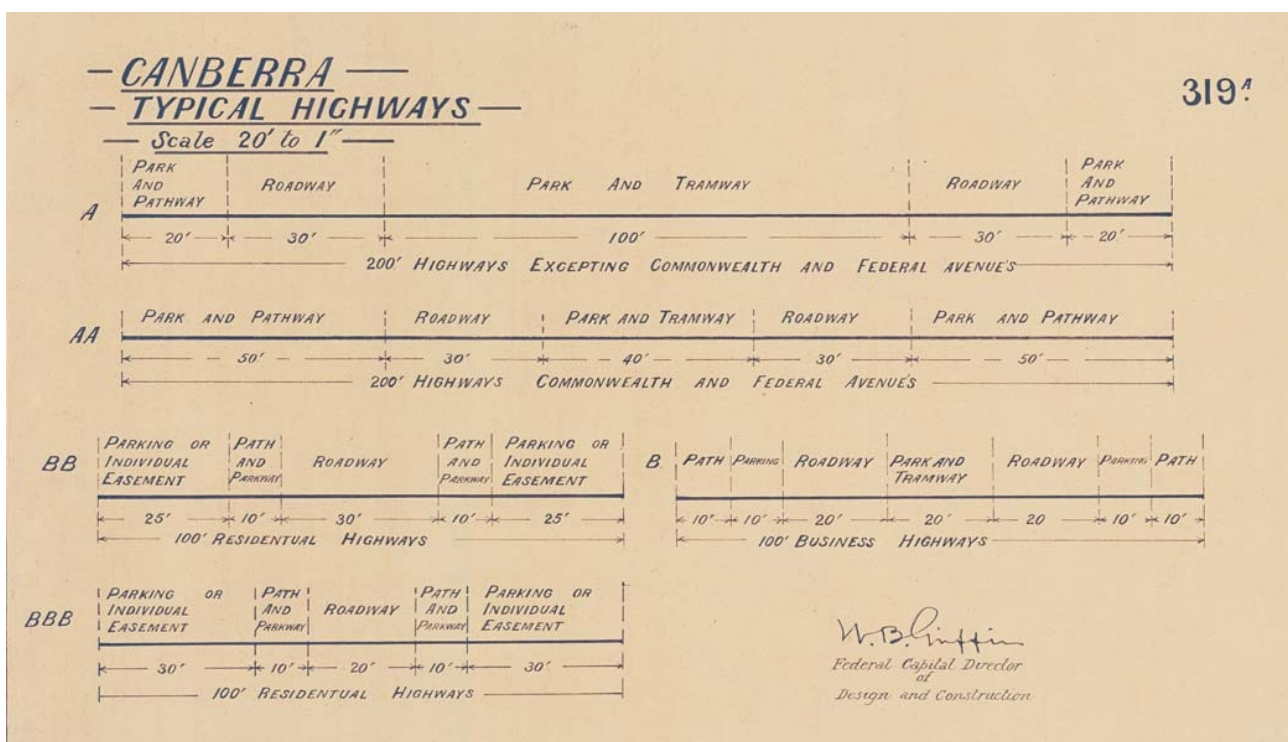 CANBERRA
TYPICAL HIGHWAYS
Scale 20' to 1"
319A.
A
PARK AND PATHWAY
ROADWAY
PARK AND TRAMWAY
ROADWAY
PARK AND PATHWAY
20' 30' 100' 30' 20'
200' HIGHWAYS EXCEPTING COMMONWEALTH AND FEDERAL AVENUE'S
AA
PARK AND PATHWAY ROADWAY PARK AND TRAMWAY ROADWAY PARK AND PATHWAY
50' 30' 40' 30' 50'
200' HIGHWAYS COMMONWEALTH AND FEDERAL AVENUE'S
BB
PARKING OR
INDIVIDUAL
EASEMENT
PATH
AND
PARKWAY
ROADWAY
PATH
AND
PARKWAY
PARKING OR
INDIVIDUAL
EASEMENT
25' 10' 30' 10' 25'
100' RESIDENTUAL HIGHWAYS
B.
PATH
PARKING
ROADWAY
PARK AND
TRAMWAY
ROADWAY
PARKING
PATH
10' 10' 20' 20' 20 10' 10'
100' BUSINESS HIGHWAYS
BBB
PARKING OR
INDIVIDUAL
EASEMENT
PATH
AND
PARKWAY
ROADWAY
PATH
AND
PARKWAY
PARKING OR
INDIVIDUAL
EASEMENT
30' 10' 20' 10' 30'
100' RESIDENTUAL HIGHWAYS
W.B. Griffin
Federal Capital Director
of
Design and Construction